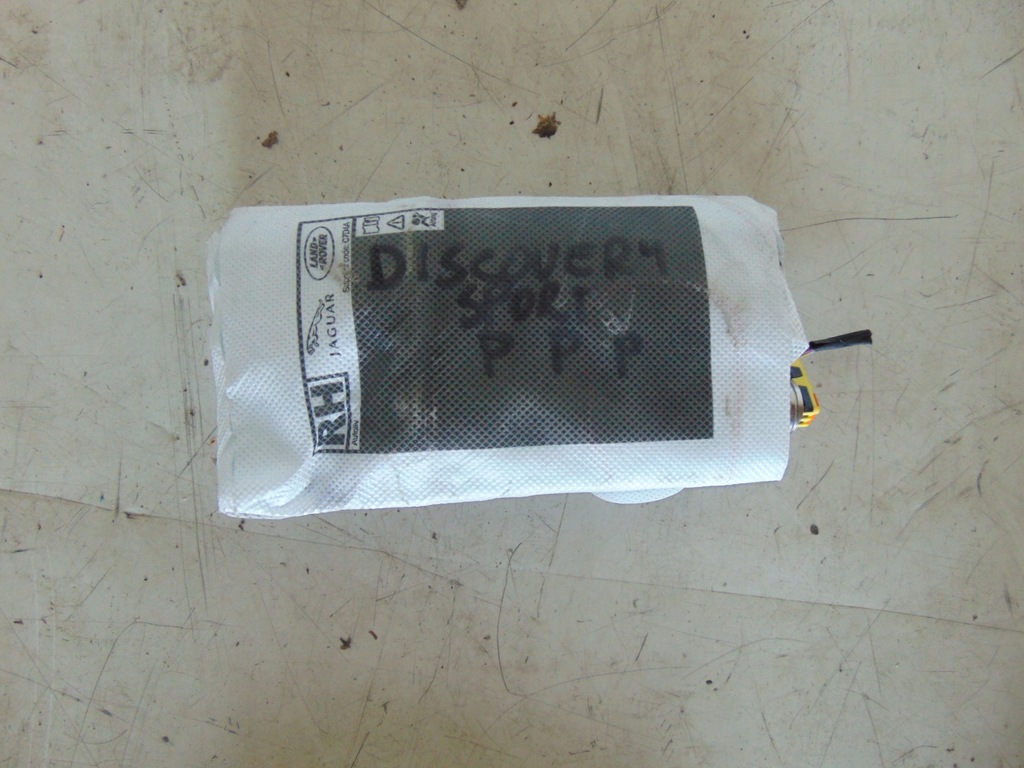 LAND-
ROVER
JAGUAR
RH
DISCOVERY
SPORT
P P P